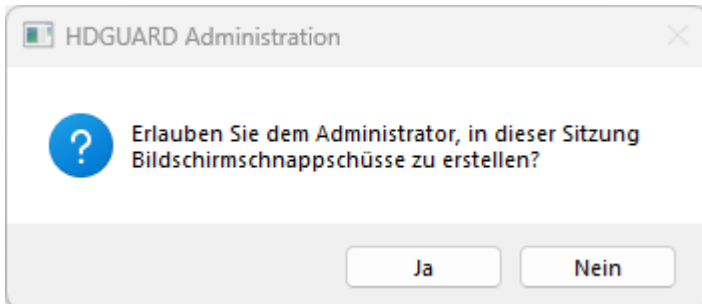 HDGUARD Administration
Erlauben Sie dem Administrator, in dieser Sitzung
Bildschirmschnappschüsse zu erstellen?
Ja
Nein